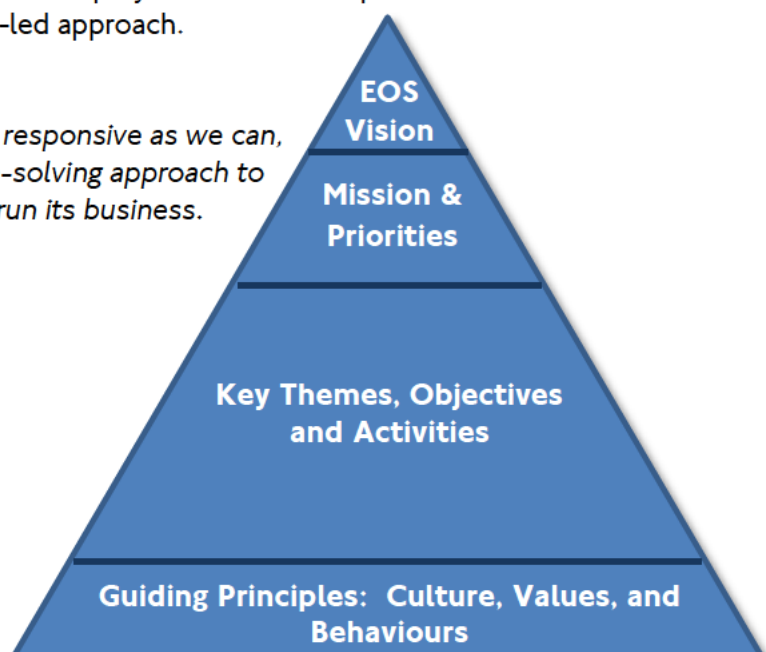 -led approach.
responsive as we can,
-solving approach to
run its business.
EOS
Vision
Mission &
Priorities
Key Themes, Objectives
and Activities
Guiding Principles:  Culture, Values, and
Behaviours